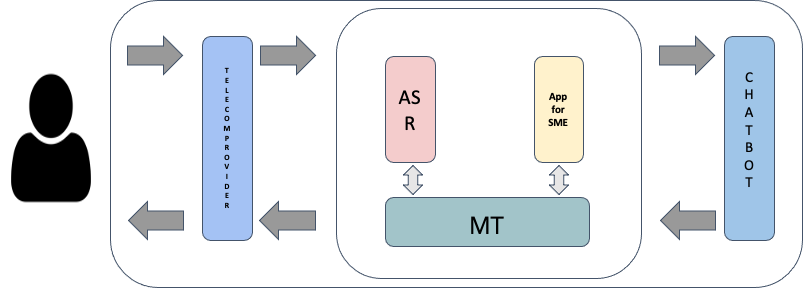 TELECOMPROVIDER
AS
R
App
for
SME
MT
CHATBOT